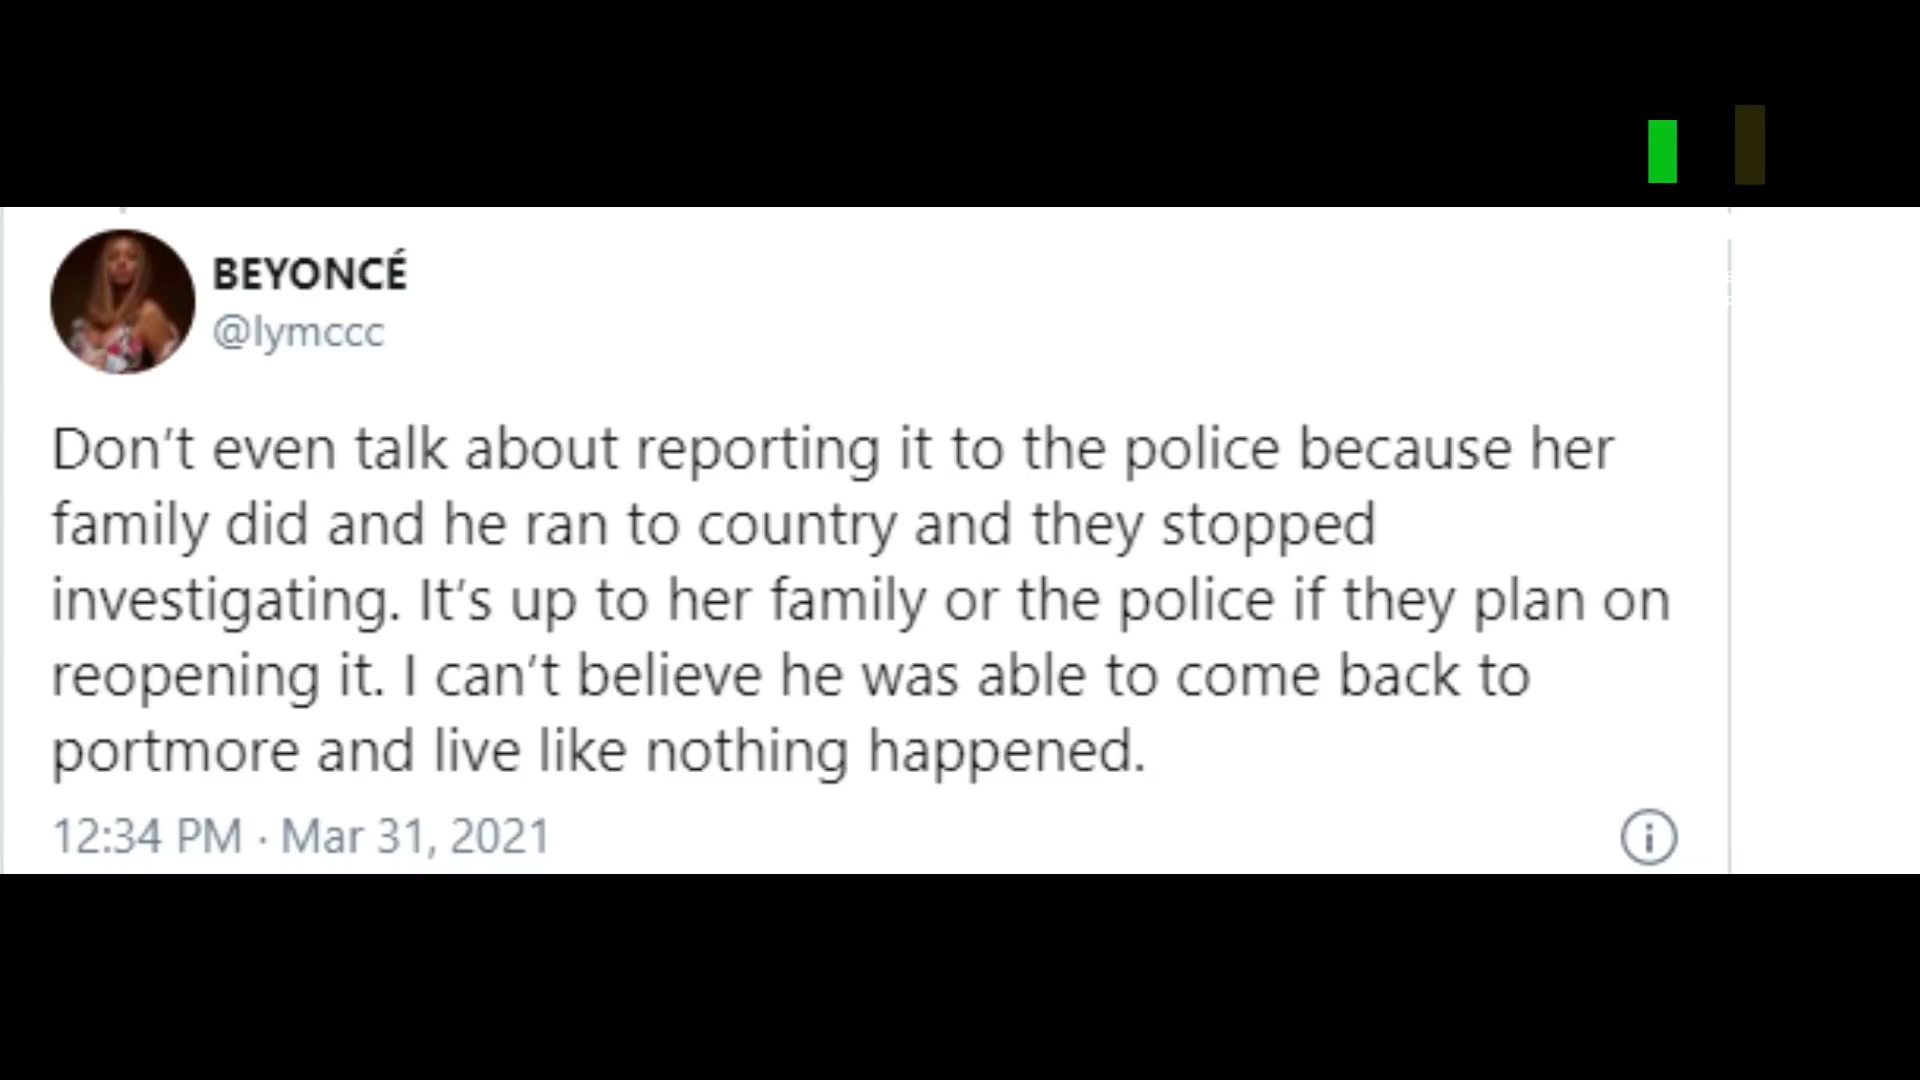 BEYONCÉ
@lymccc
Don’t even talk about reporting it to the police because her
family did and he ran to country and they stopped
investigating. It’s up to her family or the police if they plan on
reopening it. I can’t believe he was able to come back to
portmore and live like nothing happened.
12:34 PM · Mar 31, 2021